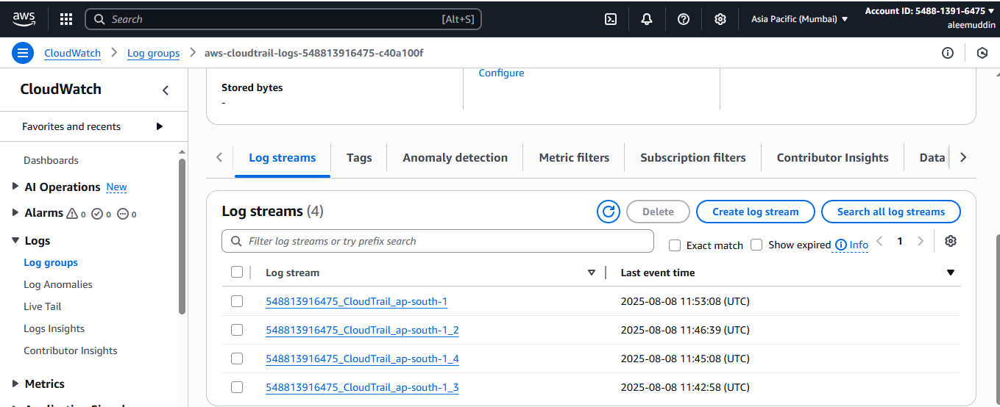 aws
Search [Alt+S]
Asia Pacific (Mumbai)
Account ID: 5488-1391-6475
aleemuddin
CloudWatch
Log groups
aws-cloudtrail-logs-548813916475-c40a100f
CloudWatch
Favorites and recents
Dashboards
AI Operations New
Alarms 0 0 0
Logs
Log groups
Log Anomalies
Live Tail
Logs Insights
Contributor Insights
Metrics
Configure
Stored bytes
-
Log streams Tags Anomaly detection Metric filters Subscription filters Contributor Insights Data
Log streams (4)
Delete Create log stream Search all log streams
Filter log streams or try prefix search
Exact match Show expired Info 1
Log stream Last event time
548813916475_CloudTrail_ap-south-1 2025-08-08 11:53:08 (UTC)
548813916475_CloudTrail_ap-south-1_2 2025-08-08 11:46:39 (UTC)
548813916475_CloudTrail_ap-south-1_4 2025-08-08 11:45:08 (UTC)
548813916475_CloudTrail_ap-south-1_3 2025-08-08 11:42:58 (UTC)